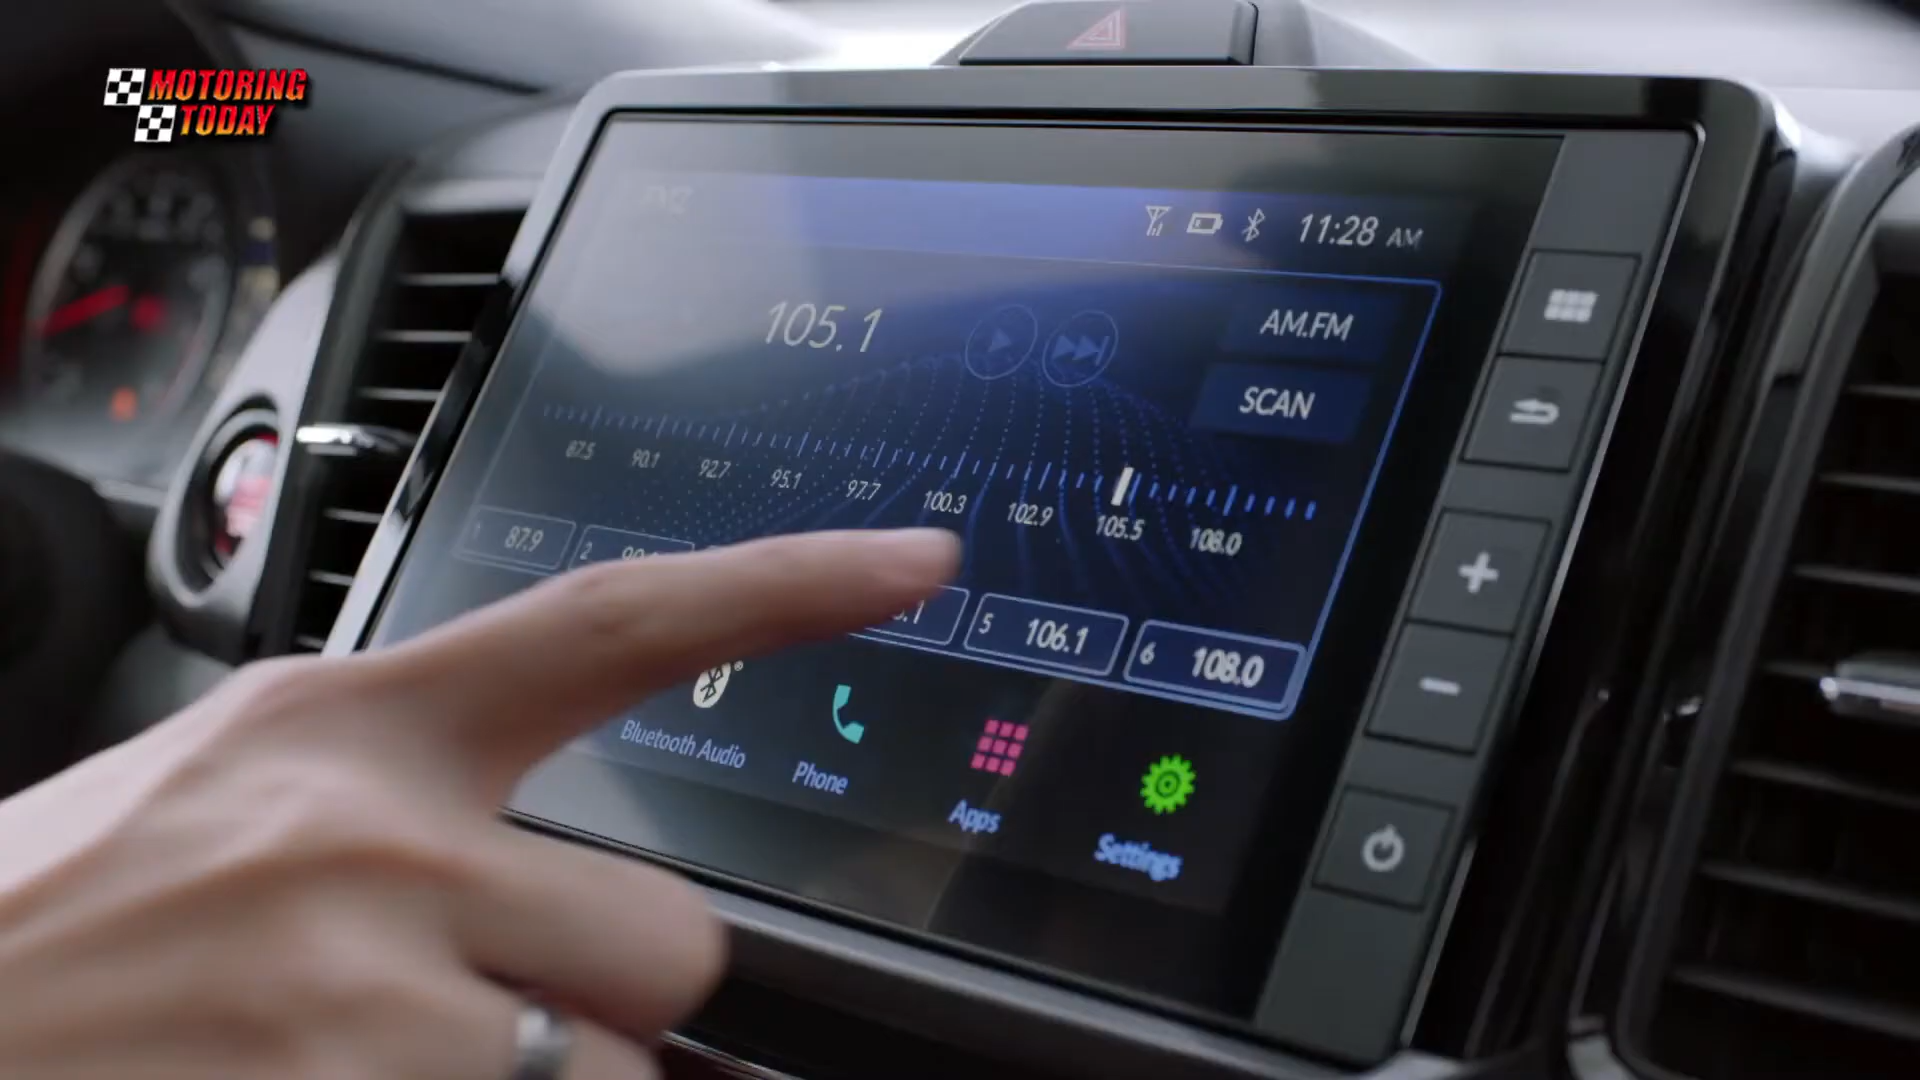 MOTORING
TODAY
11:28 AM
105.1
AM.FM
SCAN
87.5 90.1 92.7 95.1 97.7 100.3 102.9 105.5 108.0
1 87.9
2
5 106.1
6 108.0
Bluetooth Audio
Phone
Apps
Settings